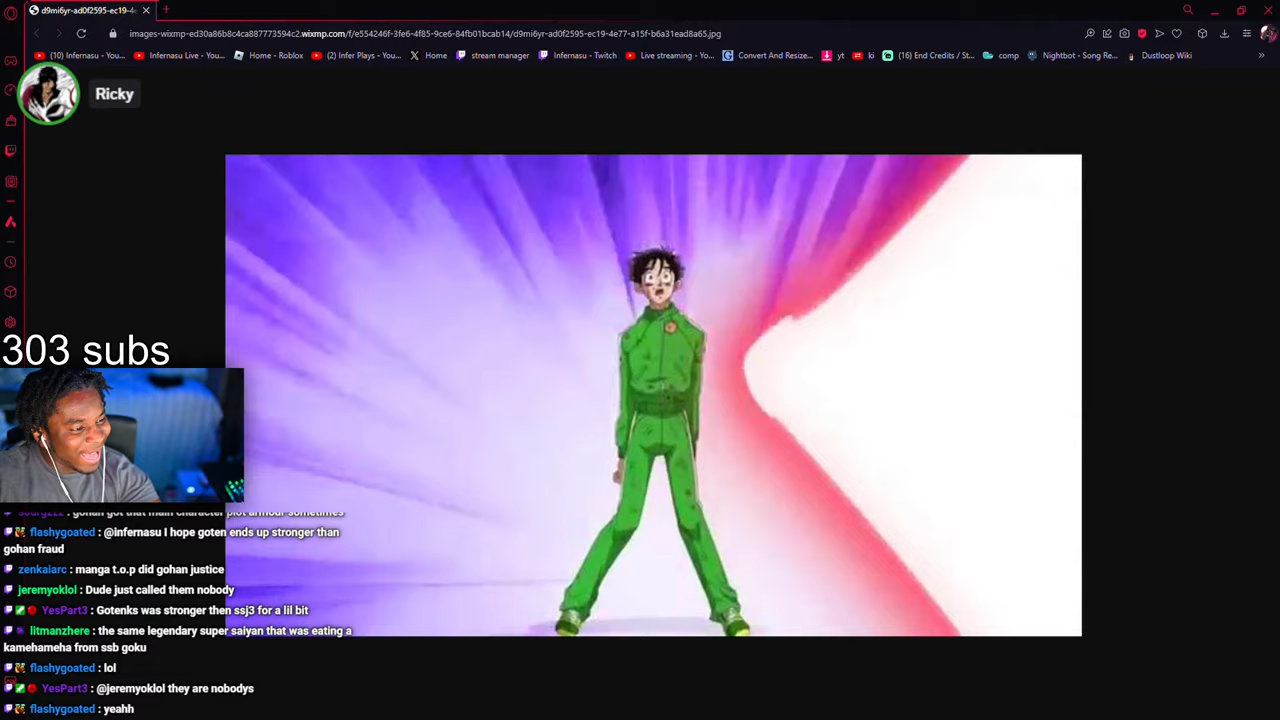 d9mi6yr-ad0f2595-ec19-4
images-wixmp-ed30a86b8c4ca887773594c2.wixmp.com/f/e554246f-3fe6-4f85-9ce6-84fb01bcab14/d9mi6yr-ad0f2595-ec19-4e77-a15f-b6a31ead8a65.jpg
(10) Infernasu - You... Infernasu Live - You... Home - Roblox (2) Infer Plays - You... Home stream manager Infernasu - Twitch Live streaming - You... Convert And Resize... yt ki (16) End Credits / St... comp Nightbot - Song Re... Dustloop Wiki
Ricky
303 subs
gohan got that main character plot armour sometimes
flashygoated : @infernasu I hope goten ends up stronger than
gohan fraud
zenkaiarc : manga t.o.p did gohan justice
jeremyoklol : Dude just called them nobody
YesPart3 : Gotenks was stronger then ssj3 for a lil bit
litmanzhere : the same legendary super saiyan that was eating a
kamehameha from ssb goku
flashygoated : lol
YesPart3 : @jeremyoklol they are nobodys
flashygoated : yeahh